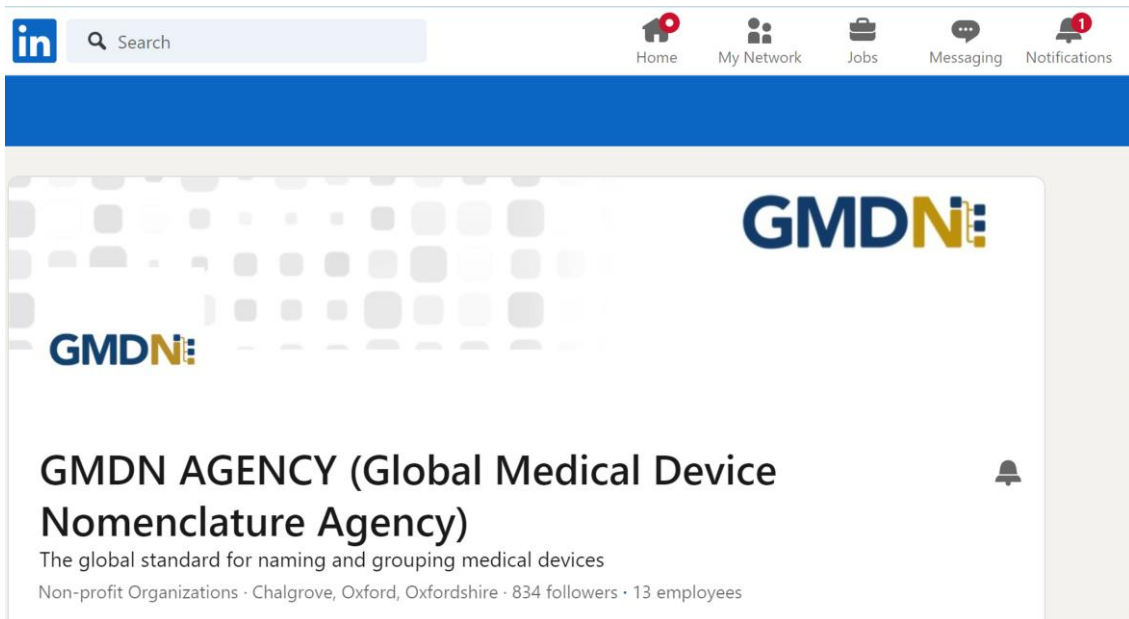 in Search
Home My Network Jobs Messaging Notifications 1
GMDN
GMDN
GMDN AGENCY (Global Medical Device
Nomenclature Agency)
The global standard for naming and grouping medical devices
Non-profit Organizations · Chalgrove, Oxford, Oxfordshire · 834 followers · 13 employees